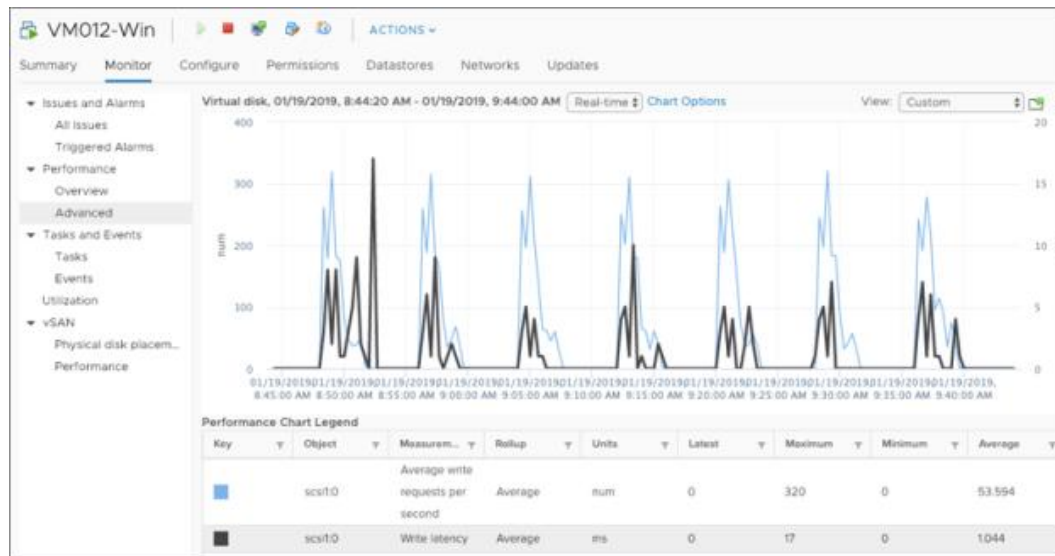 VM012-Win ACTIONS
Summary Monitor Configure Permissions Datastores Networks Updates
Issues and Alarms
All Issues
Triggered Alarms
Performance
Overview
Advanced
Tasks and Events
Tasks
Events
Utilization
vSAN
Physical disk placem...
Performance
Virtual disk, 01/19/2019, 8:44:20 AM - 01/19/2019, 9:44:00 AM Real-time Chart Options View: Custom
400 20
300 15
200 10
100 5
0 0
num
01/19/2019, 01/19/2019, 01/19/2019, 01/19/2019, 01/19/2019, 01/19/2019, 01/19/2019, 01/19/2019, 01/19/2019, 01/19/2019, 01/19/2019, 01/19/2019,
8:45:00 AM 8:50:00 AM 8:55:00 AM 9:00:00 AM 9:05:00 AM 9:10:00 AM 9:15:00 AM 9:20:00 AM 9:25:00 AM 9:30:00 AM 9:35:00 AM 9:40:00 AM
Performance Chart Legend
Key Object Measurem... Rollup Units Latest Maximum Minimum Average
Average write
scsi1:0 requests per Average num 0 320 0 53.594
second
scsi1:0 Write latency Average ms 0 17 0 1.044